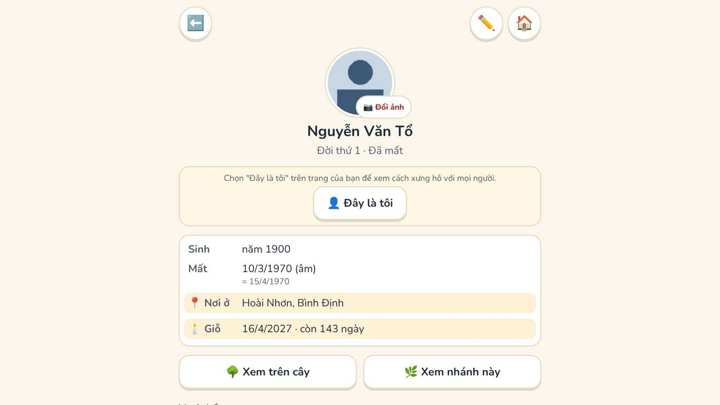 Đổi ảnh
Nguyễn Văn Tổ
Đời thứ 1 · Đã mất
Chọn "Đây là tôi" trên trang của bạn để xem cách xưng hô với mọi người.
Đây là tôi
Sinh năm 1900
Mất 10/3/1970 (âm)
= 15/4/1970
Nơi ở Hoài Nhơn, Bình Định
Giỗ 16/4/2027 · còn 143 ngày
Xem trên cây Xem nhánh này